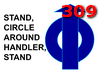 309
STAND,
CIRCLE
AROUND
HANDLER,
STAND